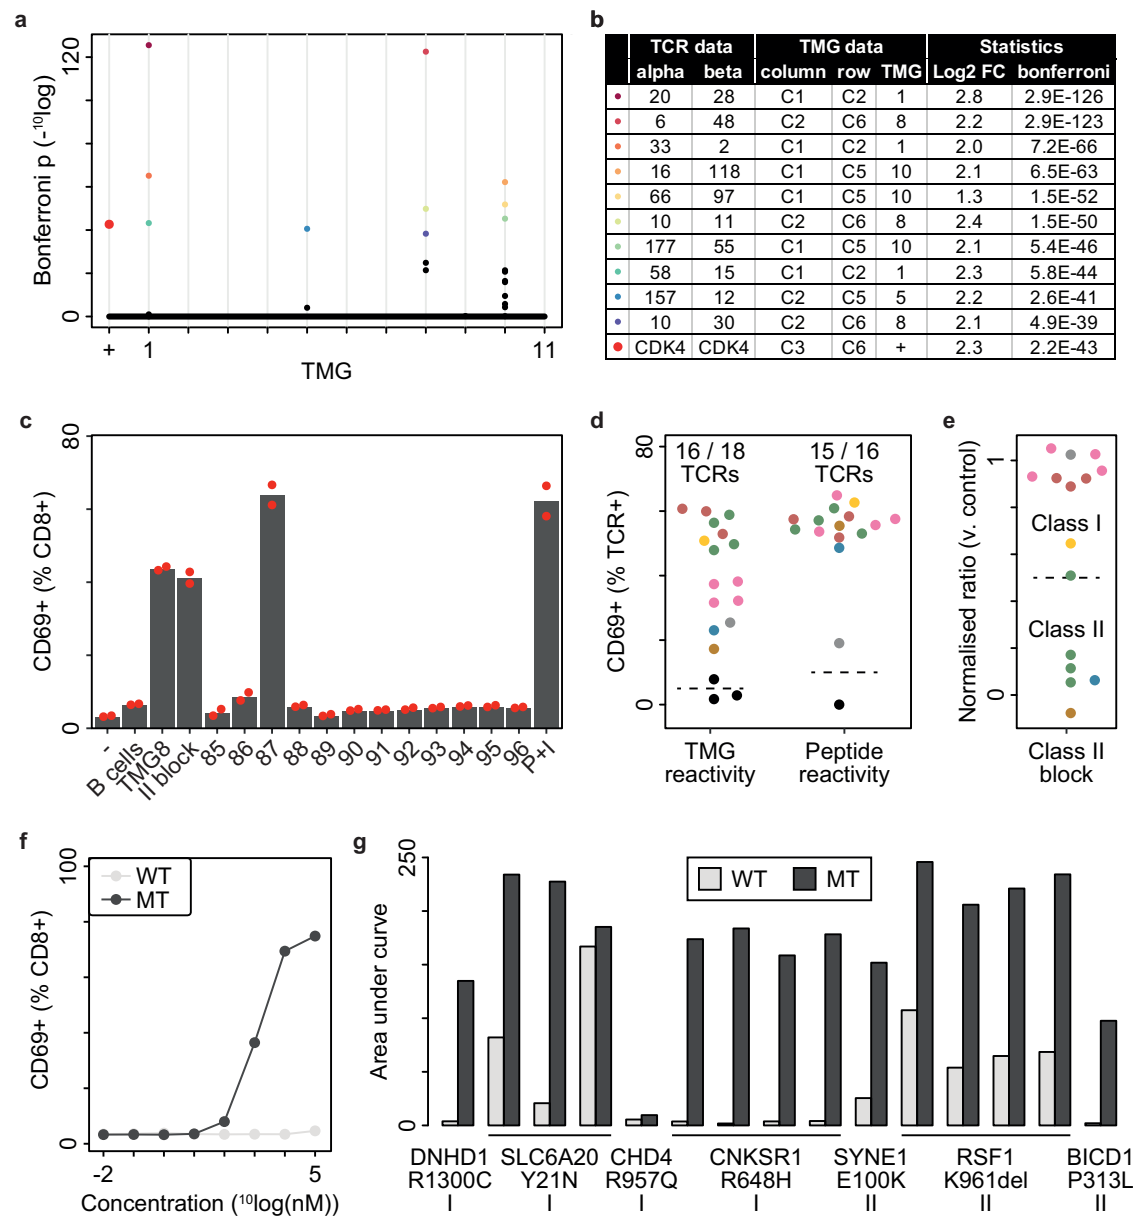 a
120
0
Bonferroni p (-¹⁰log)
+ 1 11
TMG
b
TCR data TMG data Statistics
alpha beta column row TMG Log2 FC bonferroni
20 28 C1 C2 1 2.8 2.9E-126
6 48 C2 C6 8 2.2 2.9E-123
33 2 C1 C2 1 2.0 7.2E-66
16 118 C1 C5 10 2.1 6.5E-63
66 97 C1 C5 10 1.3 1.5E-52
10 11 C2 C6 8 2.4 1.5E-50
177 55 C1 C5 10 2.1 5.4E-46
58 15 C1 C2 1 2.3 5.8E-44
157 12 C2 C5 5 2.2 2.6E-41
10 30 C2 C6 8 2.1 4.9E-39
CDK4 CDK4 C3 C6 + 2.3 2.2E-43
c
80
0
CD69+ (% CD8+)
- B cells TMG8 II block 85 86 87 88 89 90 91 92 93 94 95 96 P+I
d
80
0
CD69+ (% TCR+)
16 / 18 15 / 16
TCRs TCRs
TMG Peptide
reactivity reactivity
e
1
0
Normalised ratio (v. control)
Class I
Class II
Class II
block
f
100
0
CD69+ (% CD8+)
WT
MT
-2 5
Concentration (¹⁰log(nM))
g
250
0
Area under curve
WT MT
DNHD1 SLC6A20 CHD4 CNKSR1 SYNE1 RSF1 BICD1
R1300C Y21N R957Q R648H E100K K961del P313L
I I I I II II II